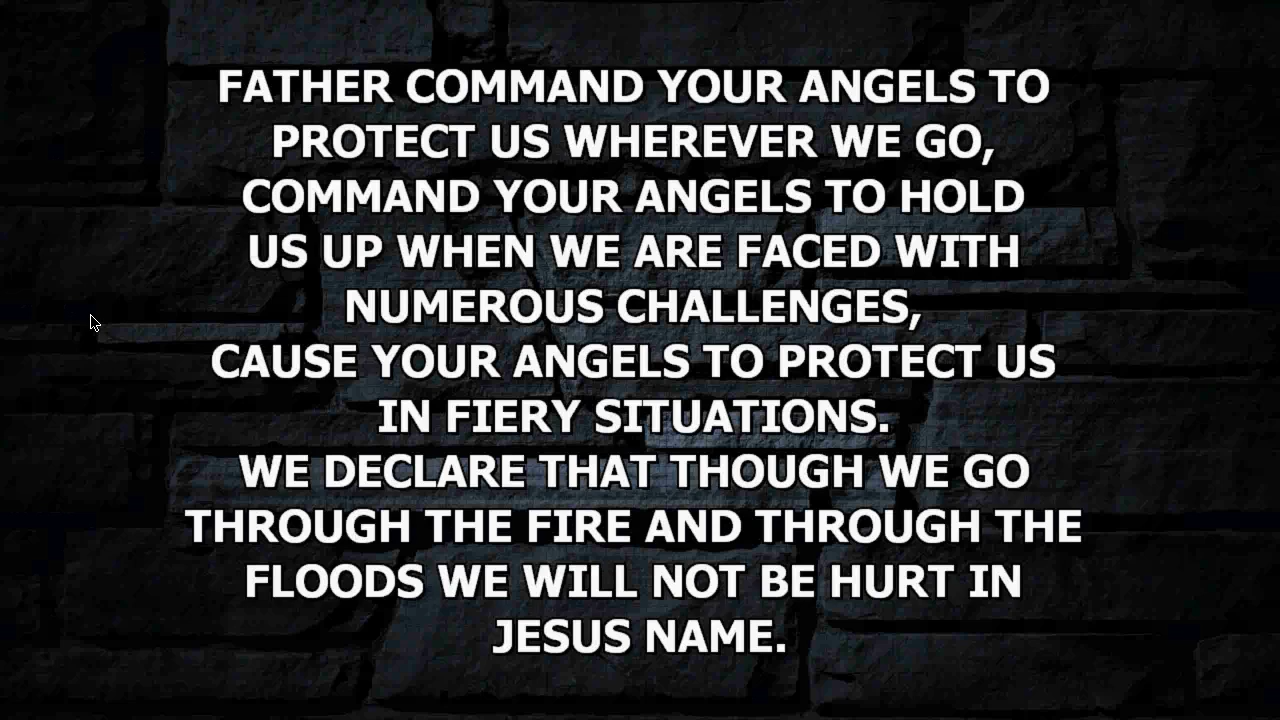 FATHER COMMAND YOUR ANGELS TO
PROTECT US WHEREVER WE GO,
COMMAND YOUR ANGELS TO HOLD
US UP WHEN WE ARE FACED WITH
NUMEROUS CHALLENGES,
CAUSE YOUR ANGELS TO PROTECT US
IN FIERY SITUATIONS.
WE DECLARE THAT THOUGH WE GO
THROUGH THE FIRE AND THROUGH THE
FLOODS WE WILL NOT BE HURT IN
JESUS NAME.